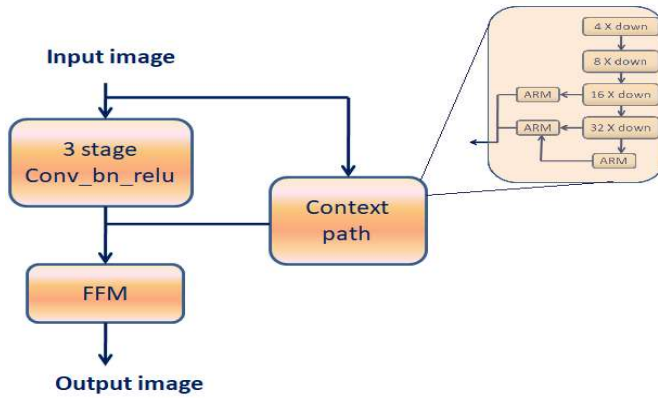 Input image
3 stage
Conv_bn_relu
Context
path
FFM
Output image
4 X down
8 X down
16 X down
ARM
32 X down
ARM
ARM